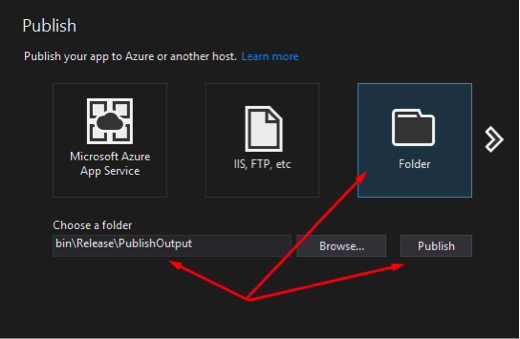 Publish
Publish your app to Azure or another host. Learn more
Microsoft Azure
App Service
IIS, FTP, etc
Folder
Choose a folder
bin\Release\PublishOutput
Browse...
Publish